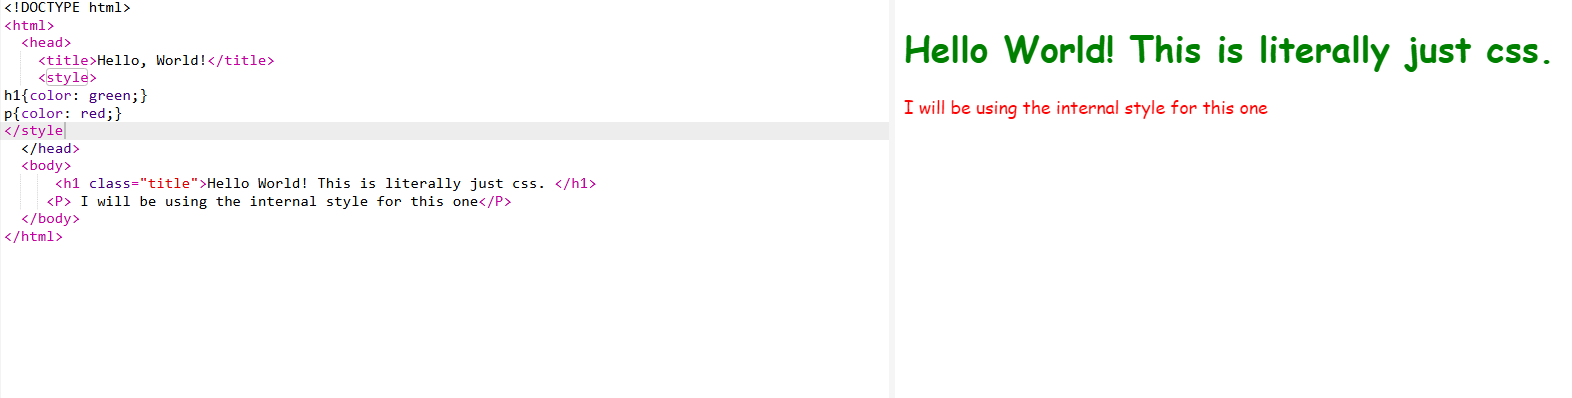 <!DOCTYPE html>
<html>
<head>
<title>Hello, World!</title>
<style>
h1{color: green;}
p{color: red;}
</style
</head>
<body>
<h1 class="title">Hello World! This is literally just css. </h1>
<P> I will be using the internal style for this one</P>
</body>
</html>
Hello World! This is literally just css.
I will be using the internal style for this one